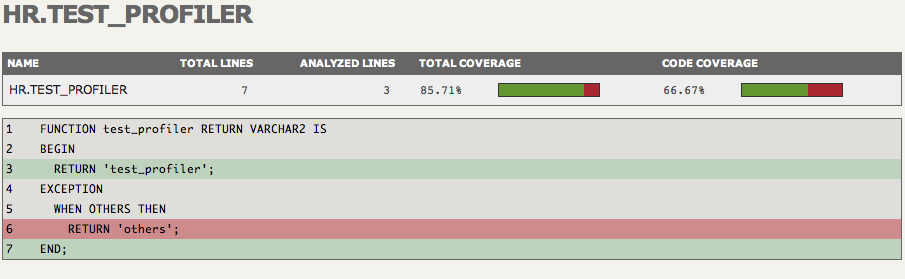 HR.TEST_PROFILER
NAME TOTAL LINES ANALYZED LINES TOTAL COVERAGE CODE COVERAGE
HR.TEST_PROFILER 7 3 85.71% 66.67%
1 FUNCTION test_profiler RETURN VARCHAR2 IS
2 BEGIN
3 RETURN 'test_profiler';
4 EXCEPTION
5 WHEN OTHERS THEN
6 RETURN 'others';
7 END;